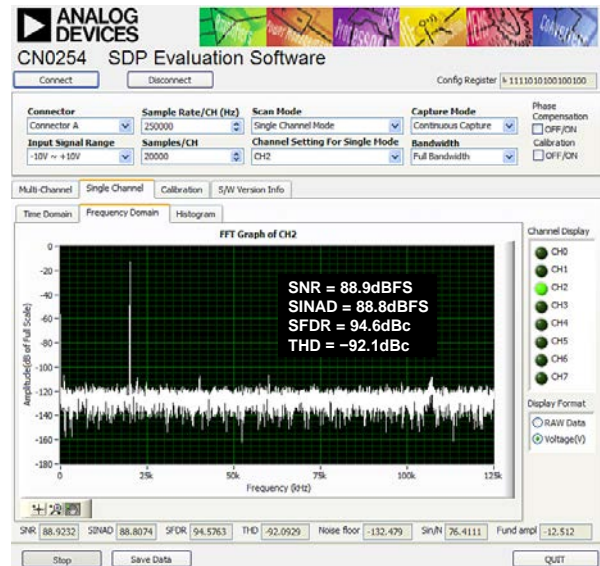 ANALOG
DEVICES
CN0254 SDP Evaluation Software
Connect Disconnect Config Register 1111010100100100
Connector Sample Rate/CH (Hz) Scan Mode Capture Mode Phase Compensation
Connector A 250000 Single Channel Mode Continuous Capture OFF/ON
Input Signal Range Samples/CH Channel Setting For Single Mode Bandwidth Calibration
-10V ~ +10V 20000 CH2 Full Bandwidth OFF/ON
Multi-Channel Single Channel Calibration S/W Version Info
Time Domain Frequency Domain Histogram
FFT Graph of CH2
Channel Display
CH0
CH1
CH2
CH3
CH4
CH5
CH6
CH7
Display Format
RAW Data
Voltage(V)
Amplitude(dB of Full Scale)
0
-20
-40
-60
-80
-100
-120
-140
-160
-180
SNR = 88.9dBFS
SINAD = 88.8dBFS
SFDR = 94.6dBc
THD = −92.1dBc
0 25k 50k 75k 100k 125k
Frequency (kHz)
SNR 88.9232 SINAD 88.8074 SFDR 94.5763 THD -92.0929 Noise floor -132.479 Sin/N 76.4111 Fund ampl -12.512
Stop Save Data QUIT